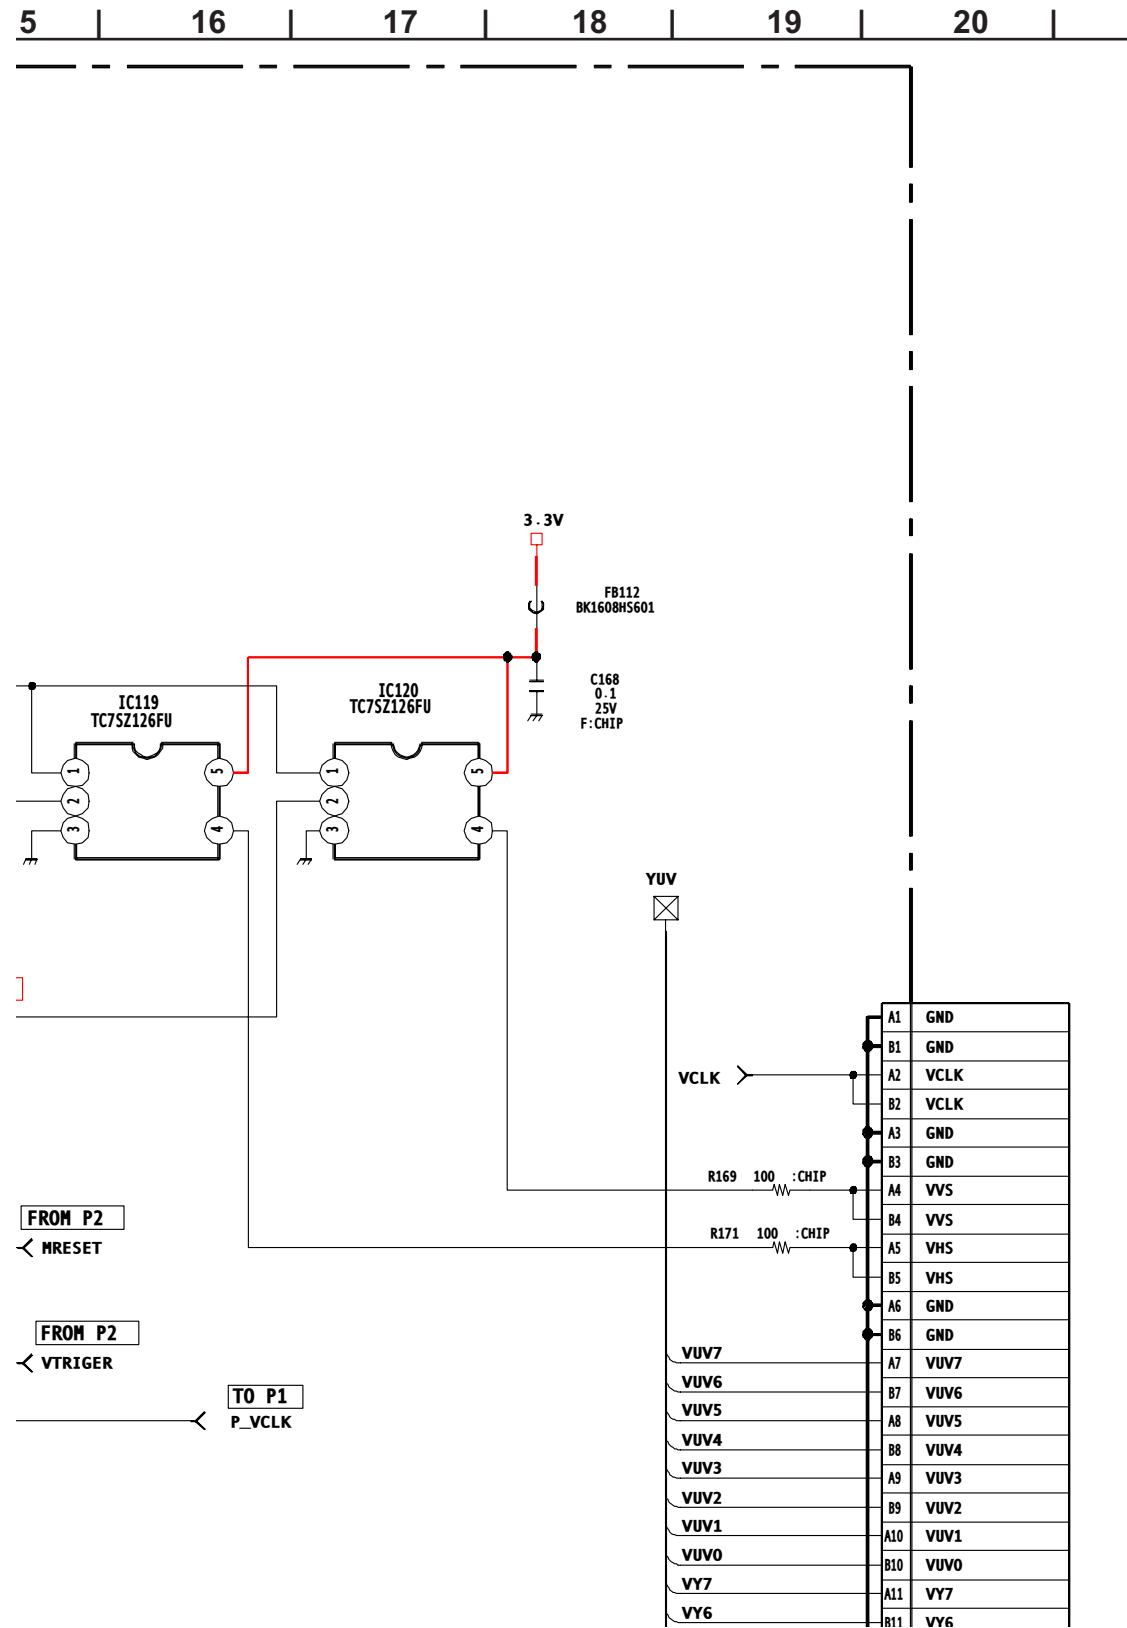 5 | 16 | 17 | 18 | 19 | 20 |
3.3V
FB112
BK1608HS601
C168
0.1
25V
F:CHIP
IC119
TC7SZ126FU
IC120
TC7SZ126FU
1 5 1 5
2 2
3 4 3 4
YUV
A1 GND
B1 GND
VCLK A2 VCLK
B2 VCLK
A3 GND
B3 GND
R169 100 :CHIP A4 VVS
B4 VVS
R171 100 :CHIP A5 VHS
B5 VHS
A6 GND
B6 GND
FROM P2
MRESET
FROM P2
VTRIGER
TO P1
P_VCLK
VUV7 A7 VUV7
VUV6 B7 VUV6
VUV5 A8 VUV5
VUV4 B8 VUV4
VUV3 A9 VUV3
VUV2 B9 VUV2
VUV1 A10 VUV1
VUV0 B10 VUV0
VY7 A11 VY7
VY6 B11 VY6